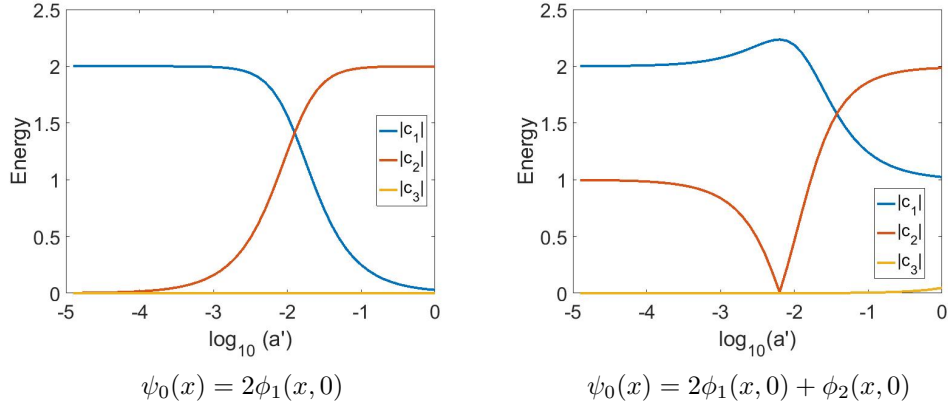 2.5
2
1.5
1
0.5
0
Energy
-5 -4 -3 -2 -1 0
log10 (a')
|c1|
|c2|
|c3|
ψ0(x) = 2ϕ1(x, 0)
2.5
2
1.5
1
0.5
0
Energy
-5 -4 -3 -2 -1 0
log10 (a')
|c1|
|c2|
|c3|
ψ0(x) = 2ϕ1(x, 0) + ϕ2(x, 0)